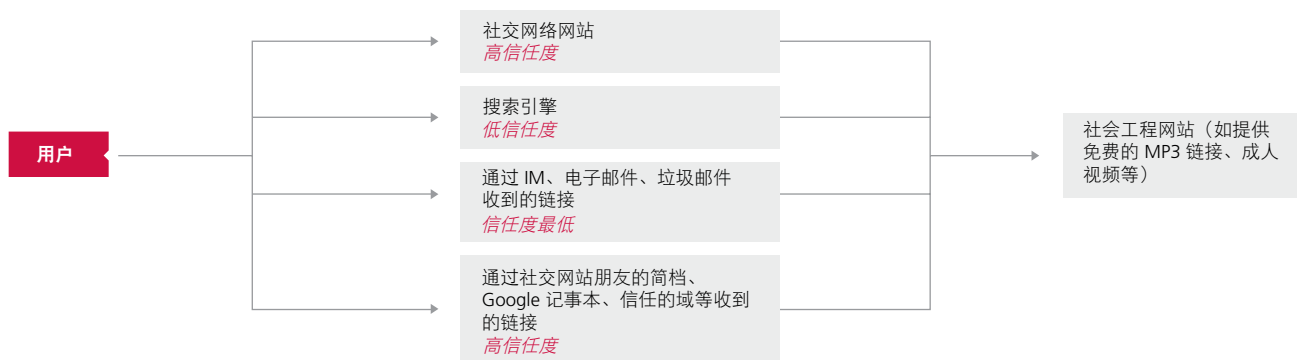 用户
社交网络网站
高信任度
搜索引擎
低信任度
通过 IM、电子邮件、垃圾邮件
收到的链接
信任度最低
通过社交网站朋友的简档、
Google 记事本、信任的域等收到
的链接
高信任度
社会工程网站（如提供
免费的 MP3 链接、成人
视频等）